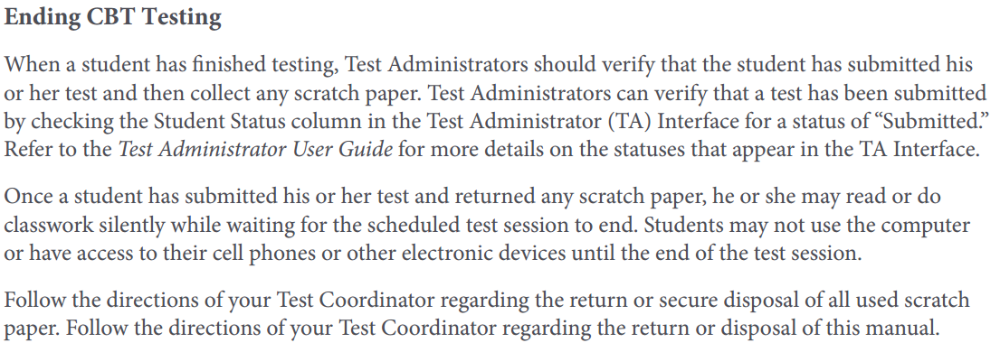 Ending CBT Testing
When a student has finished testing, Test Administrators should verify that the student has submitted his
or her test and then collect any scratch paper. Test Administrators can verify that a test has been submitted
by checking the Student Status column in the Test Administrator (TA) Interface for a status of “Submitted.”
Refer to the Test Administrator User Guide for more details on the statuses that appear in the TA Interface.
Once a student has submitted his or her test and returned any scratch paper, he or she may read or do
classwork silently while waiting for the scheduled test session to end. Students may not use the computer
or have access to their cell phones or other electronic devices until the end of the test session.
Follow the directions of your Test Coordinator regarding the return or secure disposal of all used scratch
paper. Follow the directions of your Test Coordinator regarding the return or disposal of this manual.